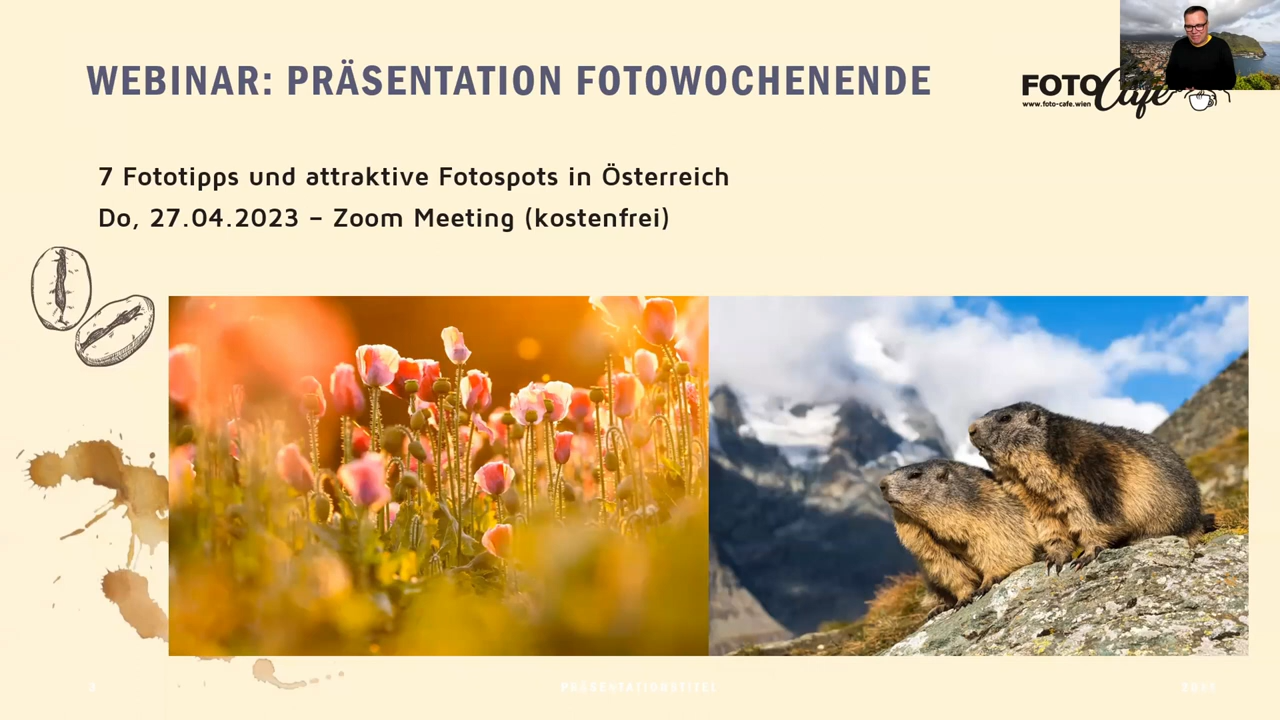 WEBINAR: PRÄSENTATION FOTOWOCHENENDE
FOTO Cafe
www.foto-cafe.wien
7 Fototipps und attraktive Fotospots in Österreich
Do, 27.04.2023 – Zoom Meeting (kostenfrei)
PRÄSENTATIONSTITEL